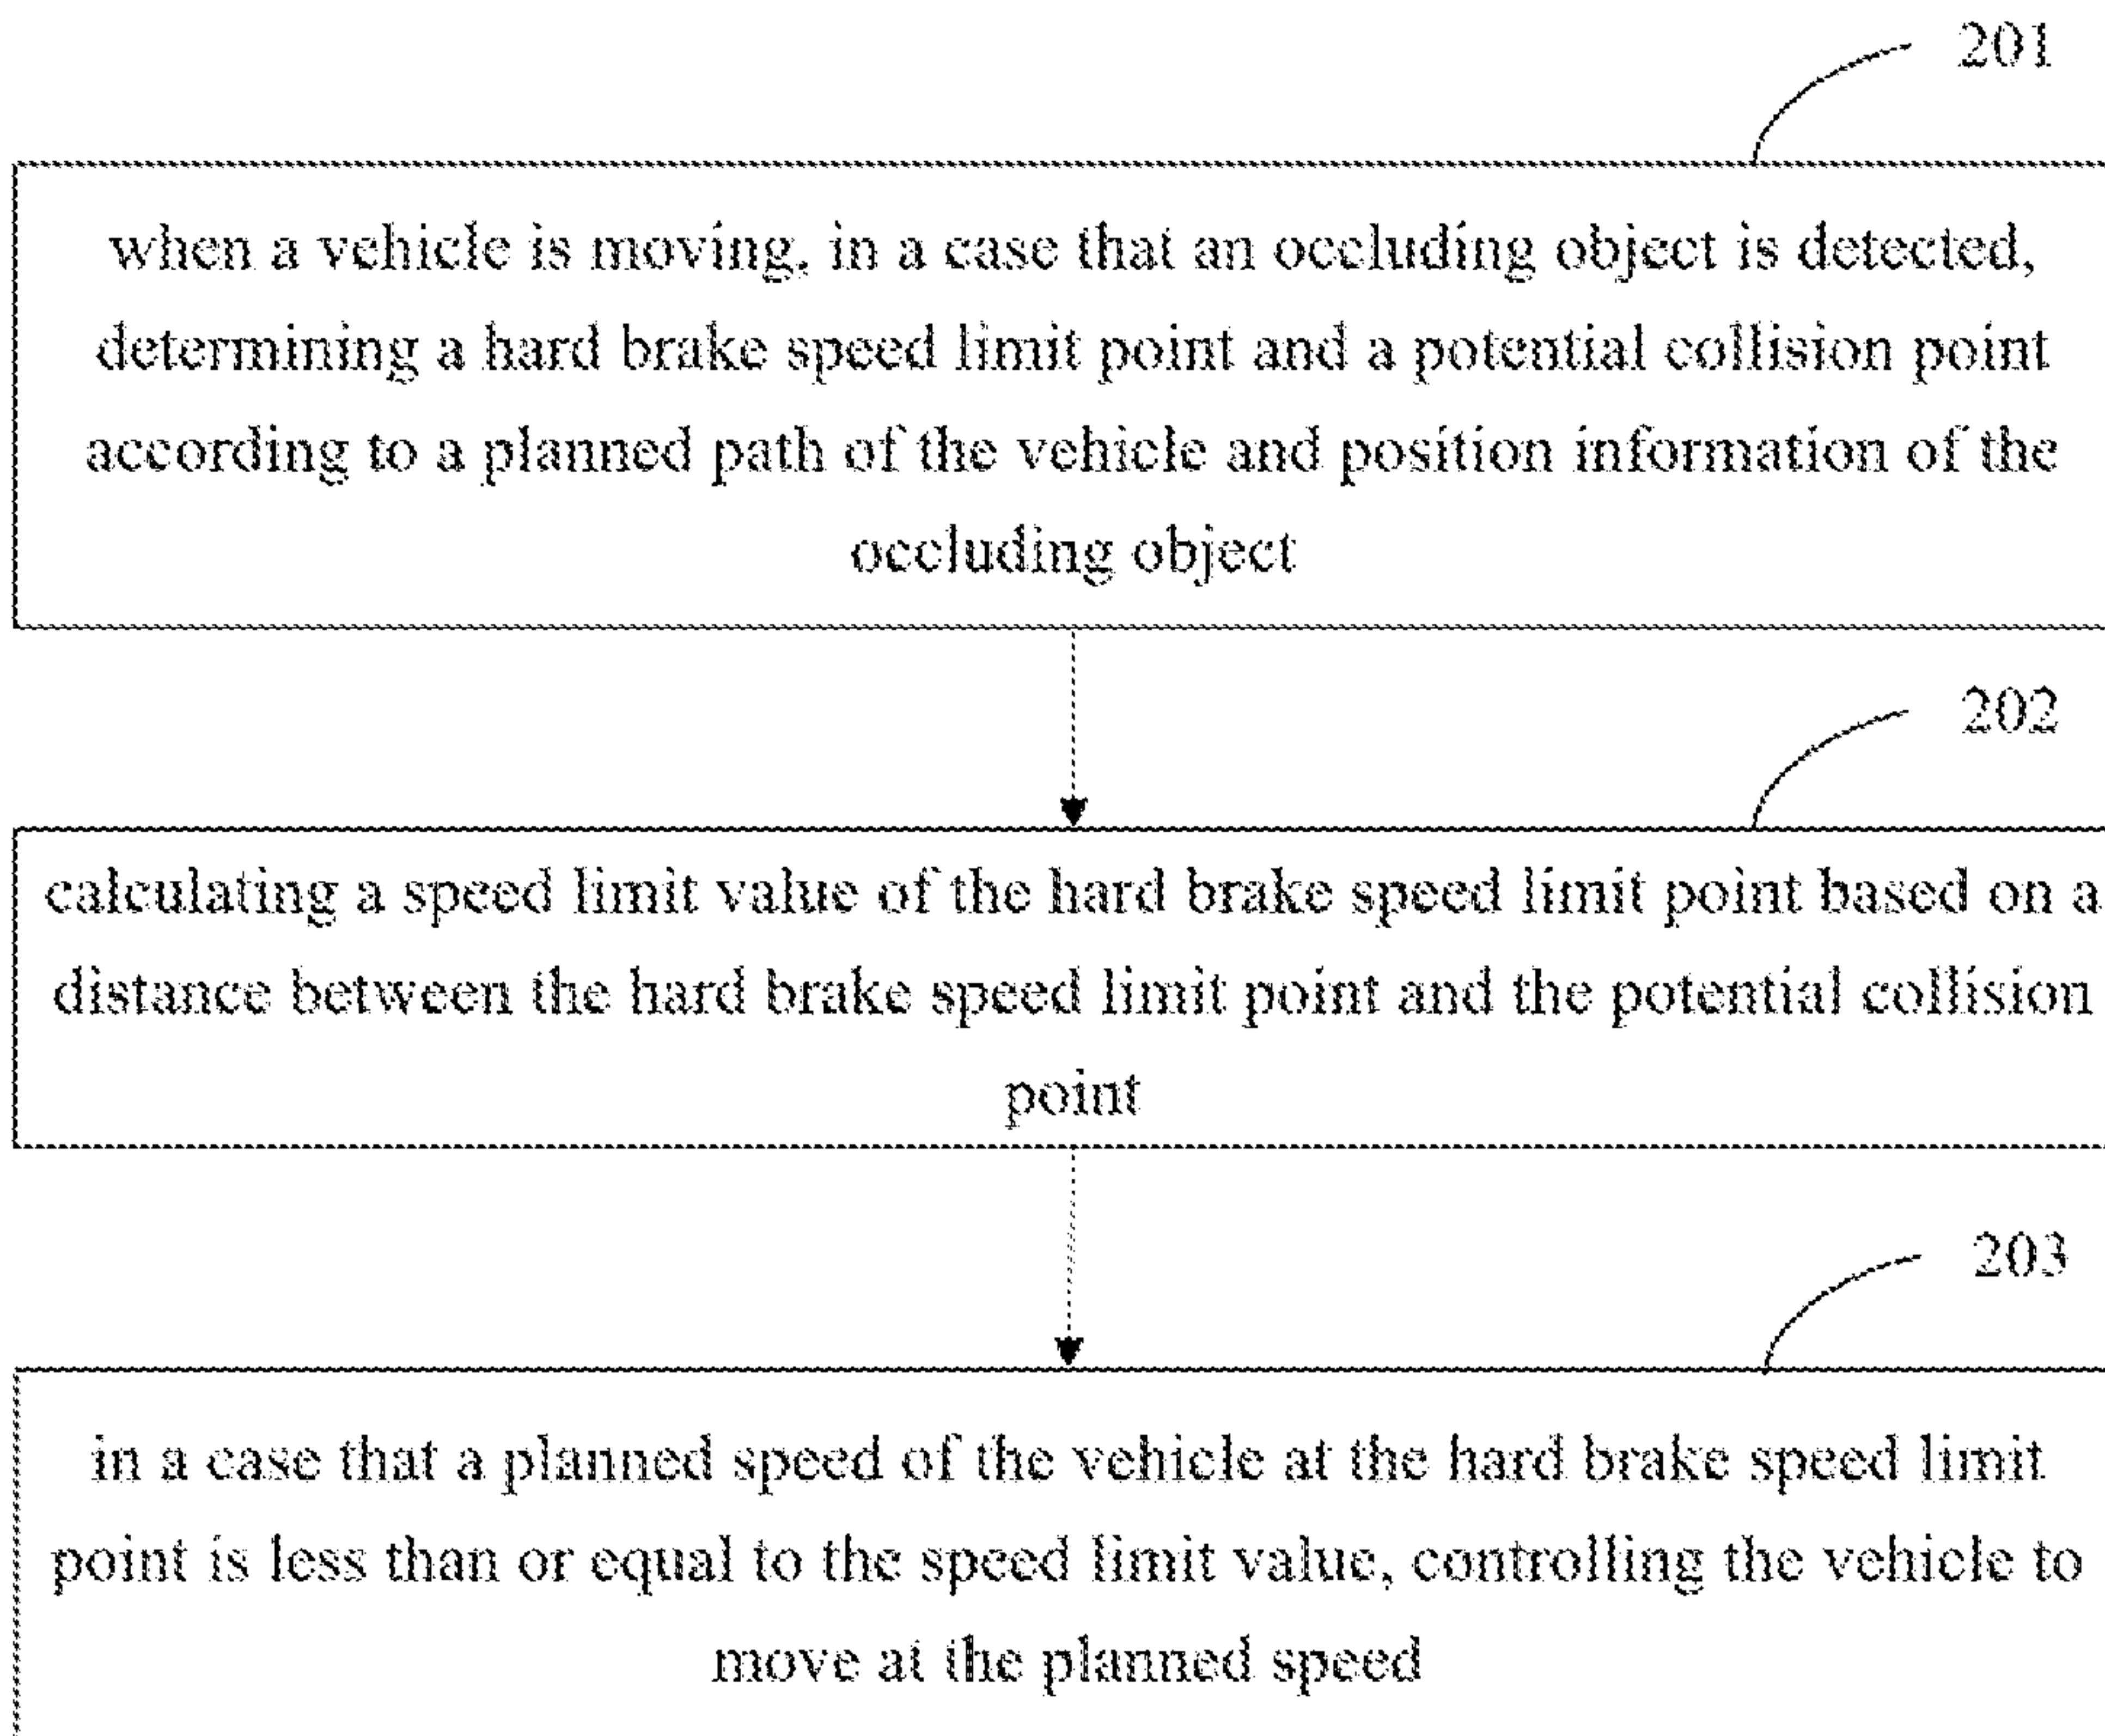 201
when a vehicle is moving, in a case that an occluding object is detected,
determining a hard brake speed limit point and a potential collision point
according to a planned path of the vehicle and position information of the
occluding object
202
calculating a speed limit value of the hard brake speed limit point based on a
distance between the hard brake speed limit point and the potential collision
point
203
in a case that a planned speed of the vehicle at the hard brake speed limit
point is less than or equal to the speed limit value, controlling the vehicle to
move at the planned speed